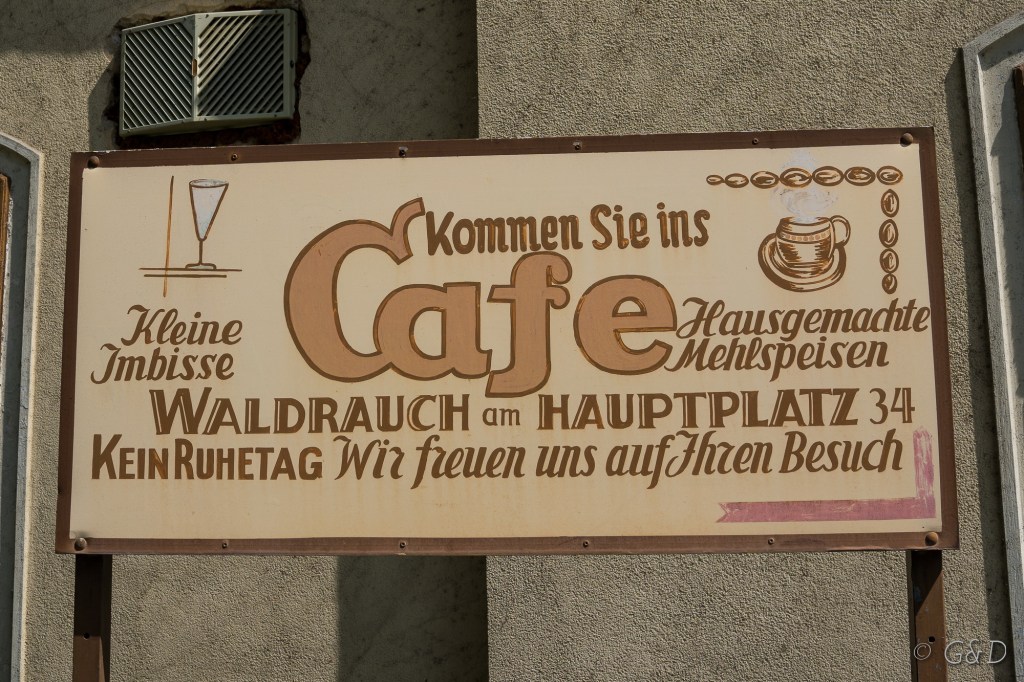 Kommen Sie ins
Cafe
Kleine
Imbisse
Hausgemachte
Mehlspeisen
WALDRAUCH am HAUPTPLATZ 34
KEIN RUHETAG Wir freuen uns auf Ihren Besuch
© G&D